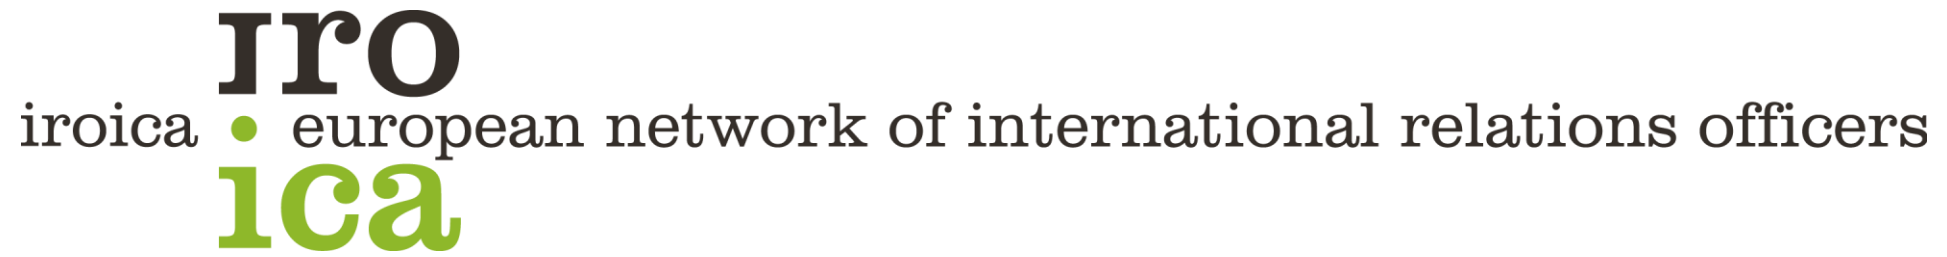 iro
iroica • european network of international relations officers
ica